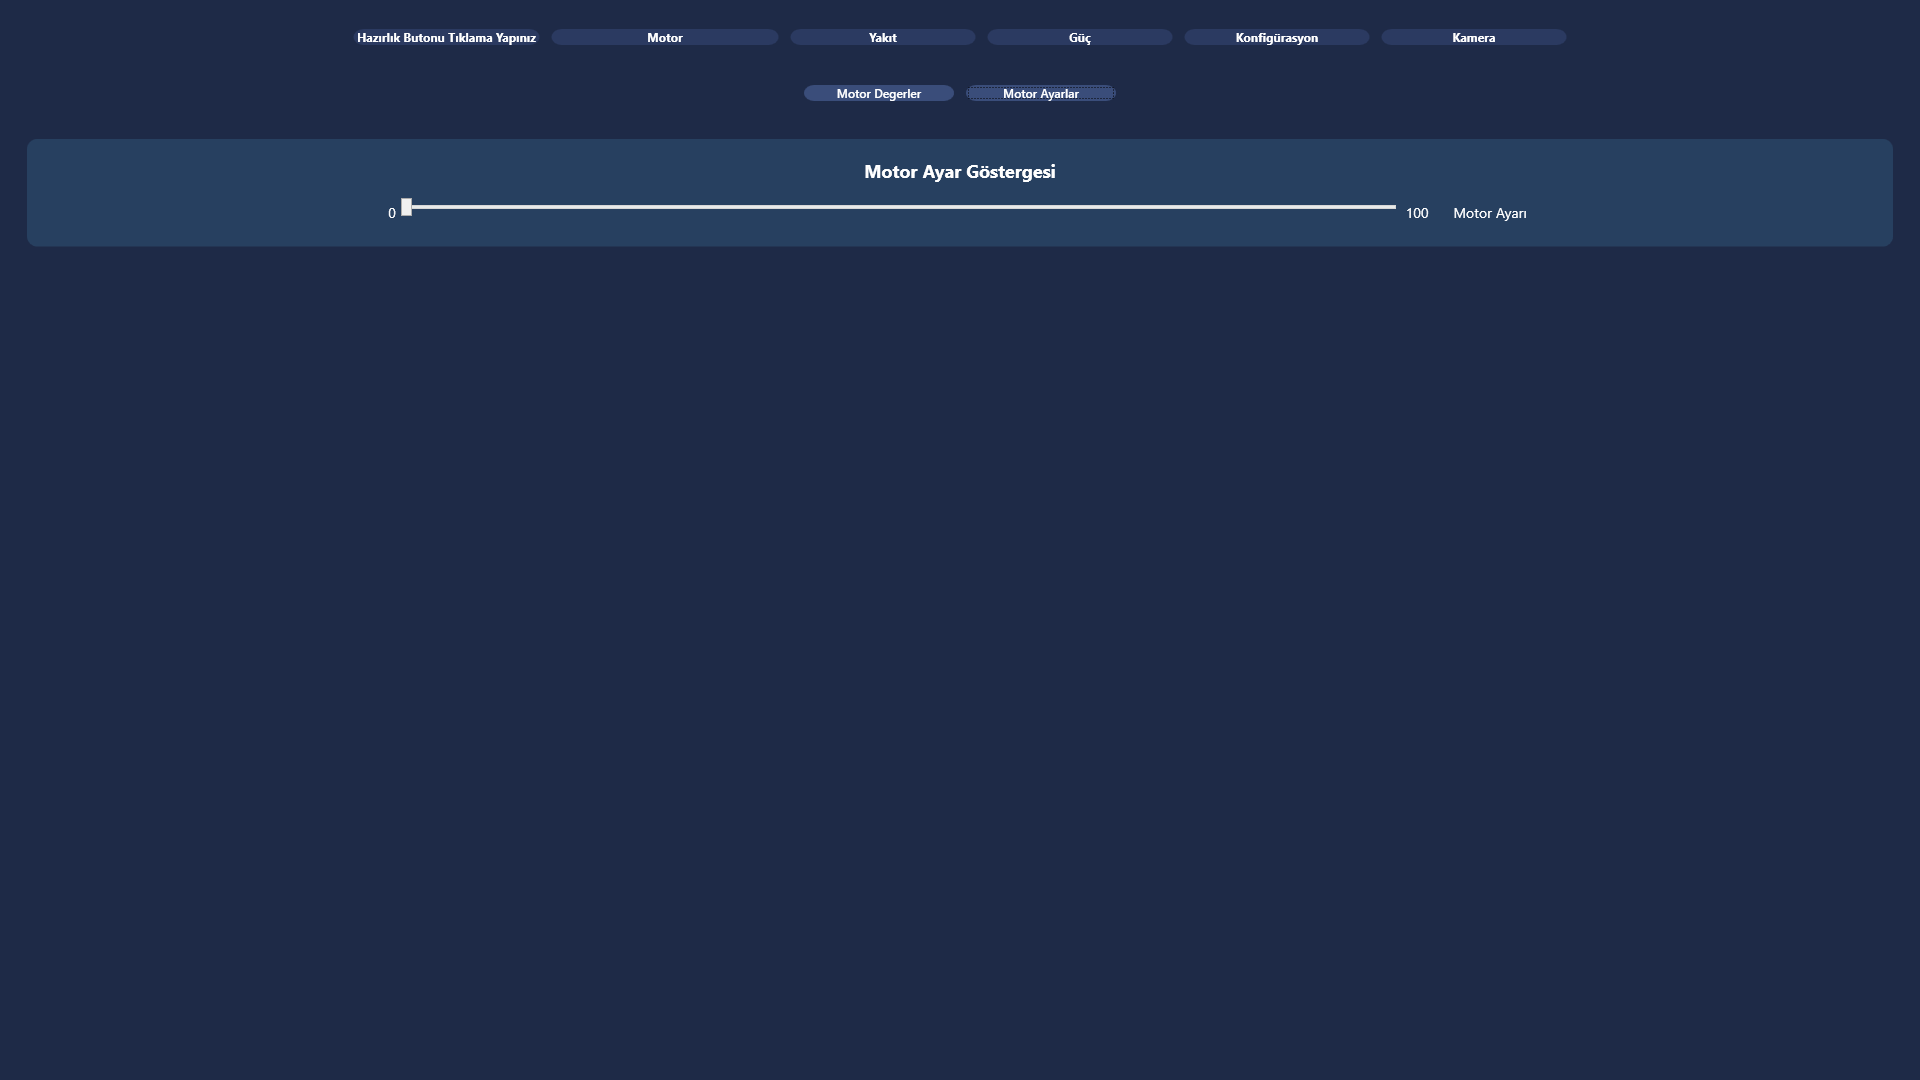 Hazırlık Butonu Tıklama Yapınız Motor Yakıt Güç Konfigürasyon Kamera
Motor Degerler Motor Ayarlar
Motor Ayar Göstergesi
0 100 Motor Ayarı